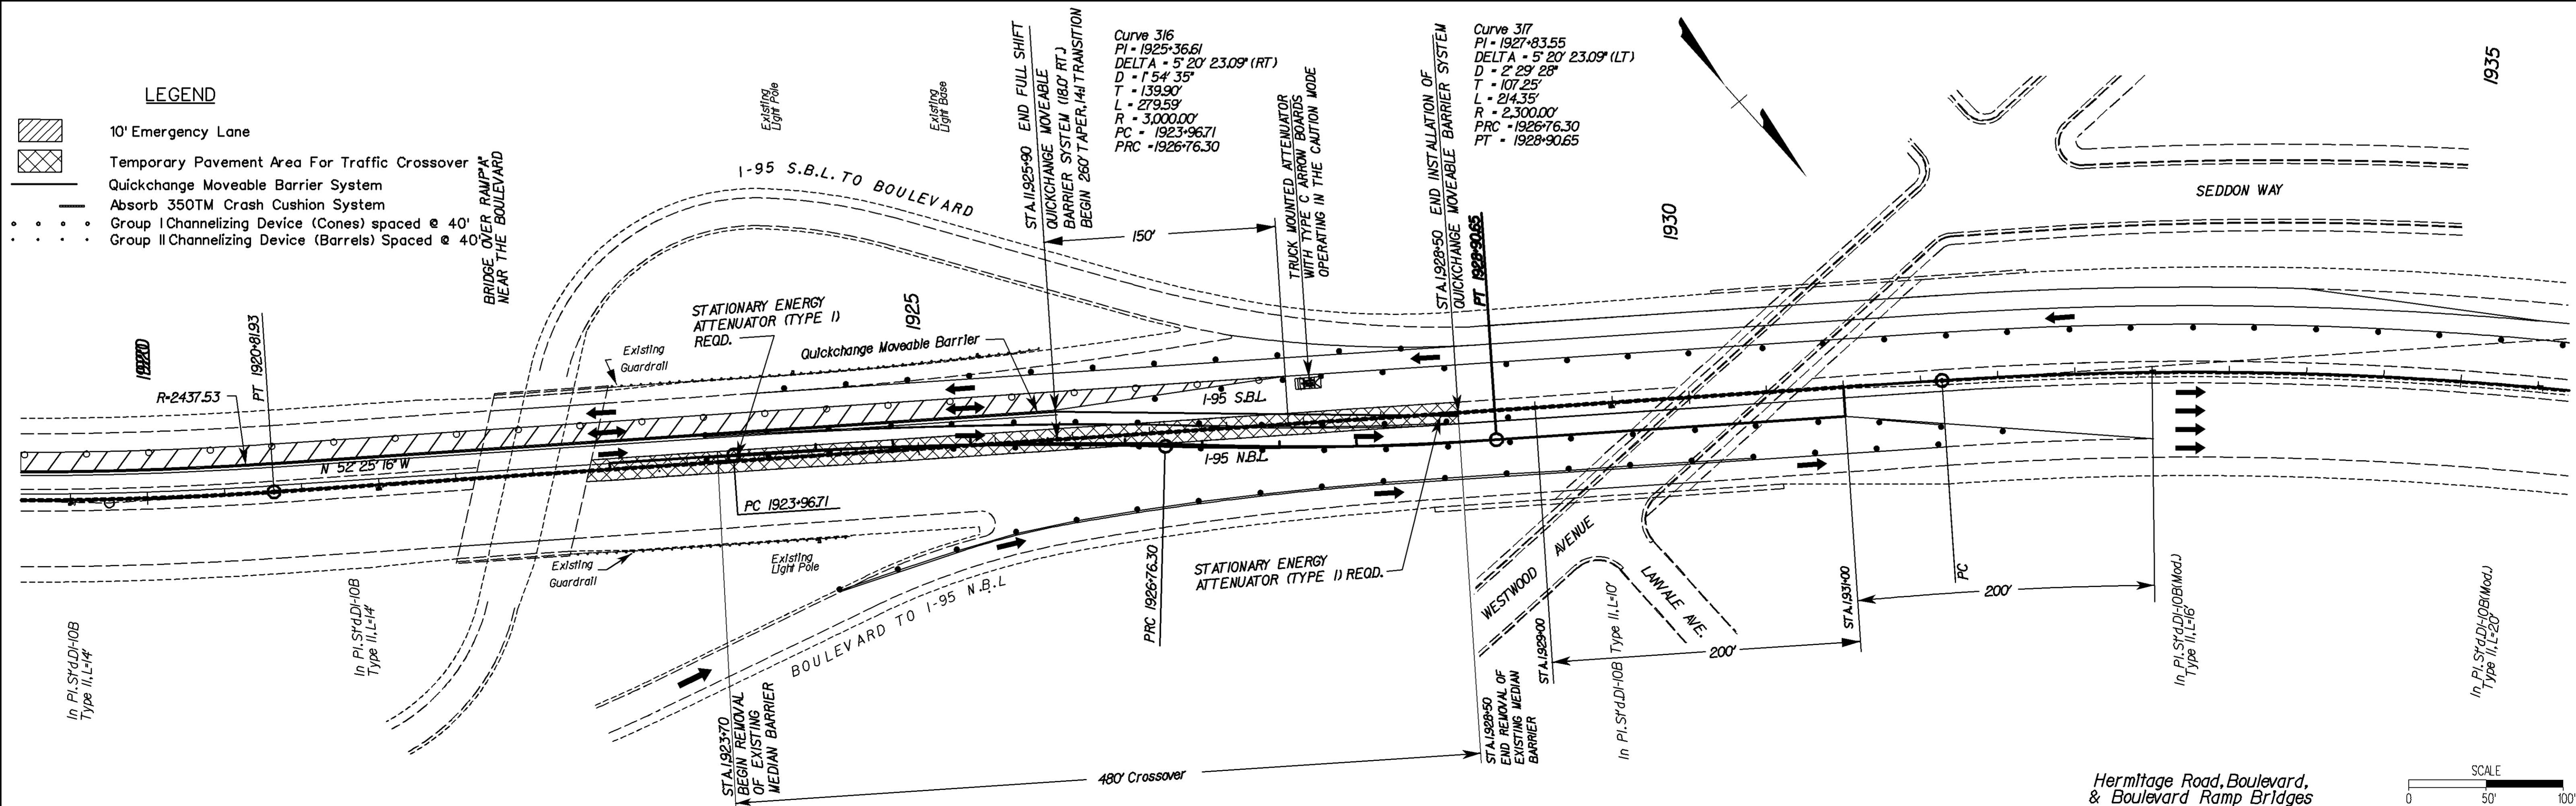 LEGEND
10' Emergency Lane
Temporary Pavement Area For Traffic Crossover
Quickchange Moveable Barrier System
Absorb 350TM Crash Cushion System
Group I Channelizing Device (Cones) spaced @ 40'
Group II Channelizing Device (Barrels) Spaced @ 40'
BRIDGE OVER RAMP "A"
NEAR THE BOULEVARD
Existing
Light Pole
Existing
Light Base
I-95 S.B.L. TO BOULEVARD
STA.1,925+90 END FULL SHIFT
QUICKCHANGE MOVEABLE
BARRIER SYSTEM (18.0' RT.)
BEGIN 260' TAPER,14:1 TRANSITION
Curve 316
PI = 1925+36.61
DELTA = 5° 20' 23.09" (RT)
D = 1° 54' 35"
T = 139.90'
L = 279.59'
R = 3,000.00'
PC = 1923+96.71
PRC =1926+76.30
150'
TRUCK MOUNTED ATTENUATOR
WITH TYPE C ARRON BOARDS
OPERATING IN THE CAUTION MODE
STA.1,928+50 END INSTALLATION OF
QUICKCHANGE MOVEABLE BARRIER SYSTEM
Curve 317
PI = 1927+83.55
DELTA = 5° 20' 23.09" (LT)
D = 2° 29' 28"
T = 107.25'
L = 214.35'
R = 2,300.00'
PRC =1926+76.30
PT = 1928+90.65
PT 1928+90.65
1930
1935
SEDDON WAY
R=2437.53
PT 1920+81.93
1925
STATIONARY ENERGY
ATTENUATOR (TYPE I)
REQD.
Existing
Guardrail
Quickchange Moveable Barrier
I-95 S.B.L.
N 52° 25' 16" W
I-95 N.B.L.
PC 1923+96.71
Existing
Guardrail
Existing
Light Pole
PRC 1926+76.30
STATIONARY ENERGY
ATTENUATOR (TYPE I) REQD.
BOULEVARD TO I-95 N.B.L
WESTWOOD AVENUE
LANVALE AVE.
STA.1,929+00
STA.1,931+00
PC
200'
200'
In Pl. St'd.DI-10B
Type II,L=14'
In Pl. St'd.DI-10B
Type II,L=14'
STA.1,923+70
BEGIN REMOVAL
OF EXISTING
MEDIAN BARRIER
480' Crossover
STA.1,928+50
END REMOVAL OF
EXISTING MEDIAN
BARRIER
In Pl. St'd.DI-10B Type II,L=10'
In Pl. St'd.DI-10B(Mod.)
Type II,L=16'
In Pl. St'd.DI-10B(Mod.)
Type II,L=20'
Hermitage Road,Boulevard,
& Boulevard Ramp Bridges
SCALE
0 50' 100'